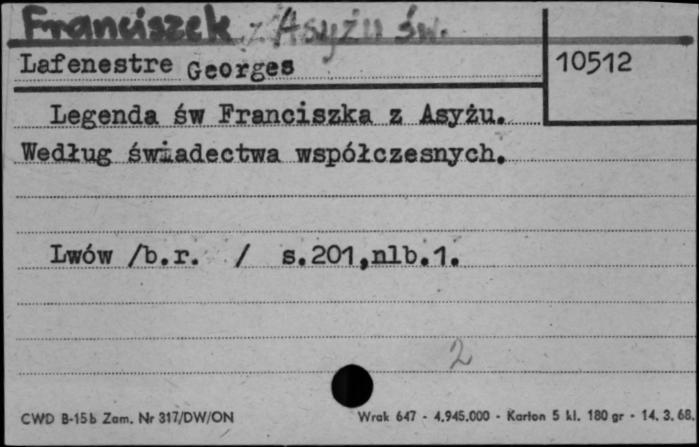 Franciszek z Asyżu św.
Lafenestre Georges
10512
Legenda św Franciszka z Asyżu.
Według świadectwa współczesnych.
Lwów /b.r. / s.201,nlb.1.
2
CWD B-15b Zam. Nr 317/DW/ON
Wrak 647 - 4.945.000 - Karton 5 kl. 180 gr - 14. 3. 68.